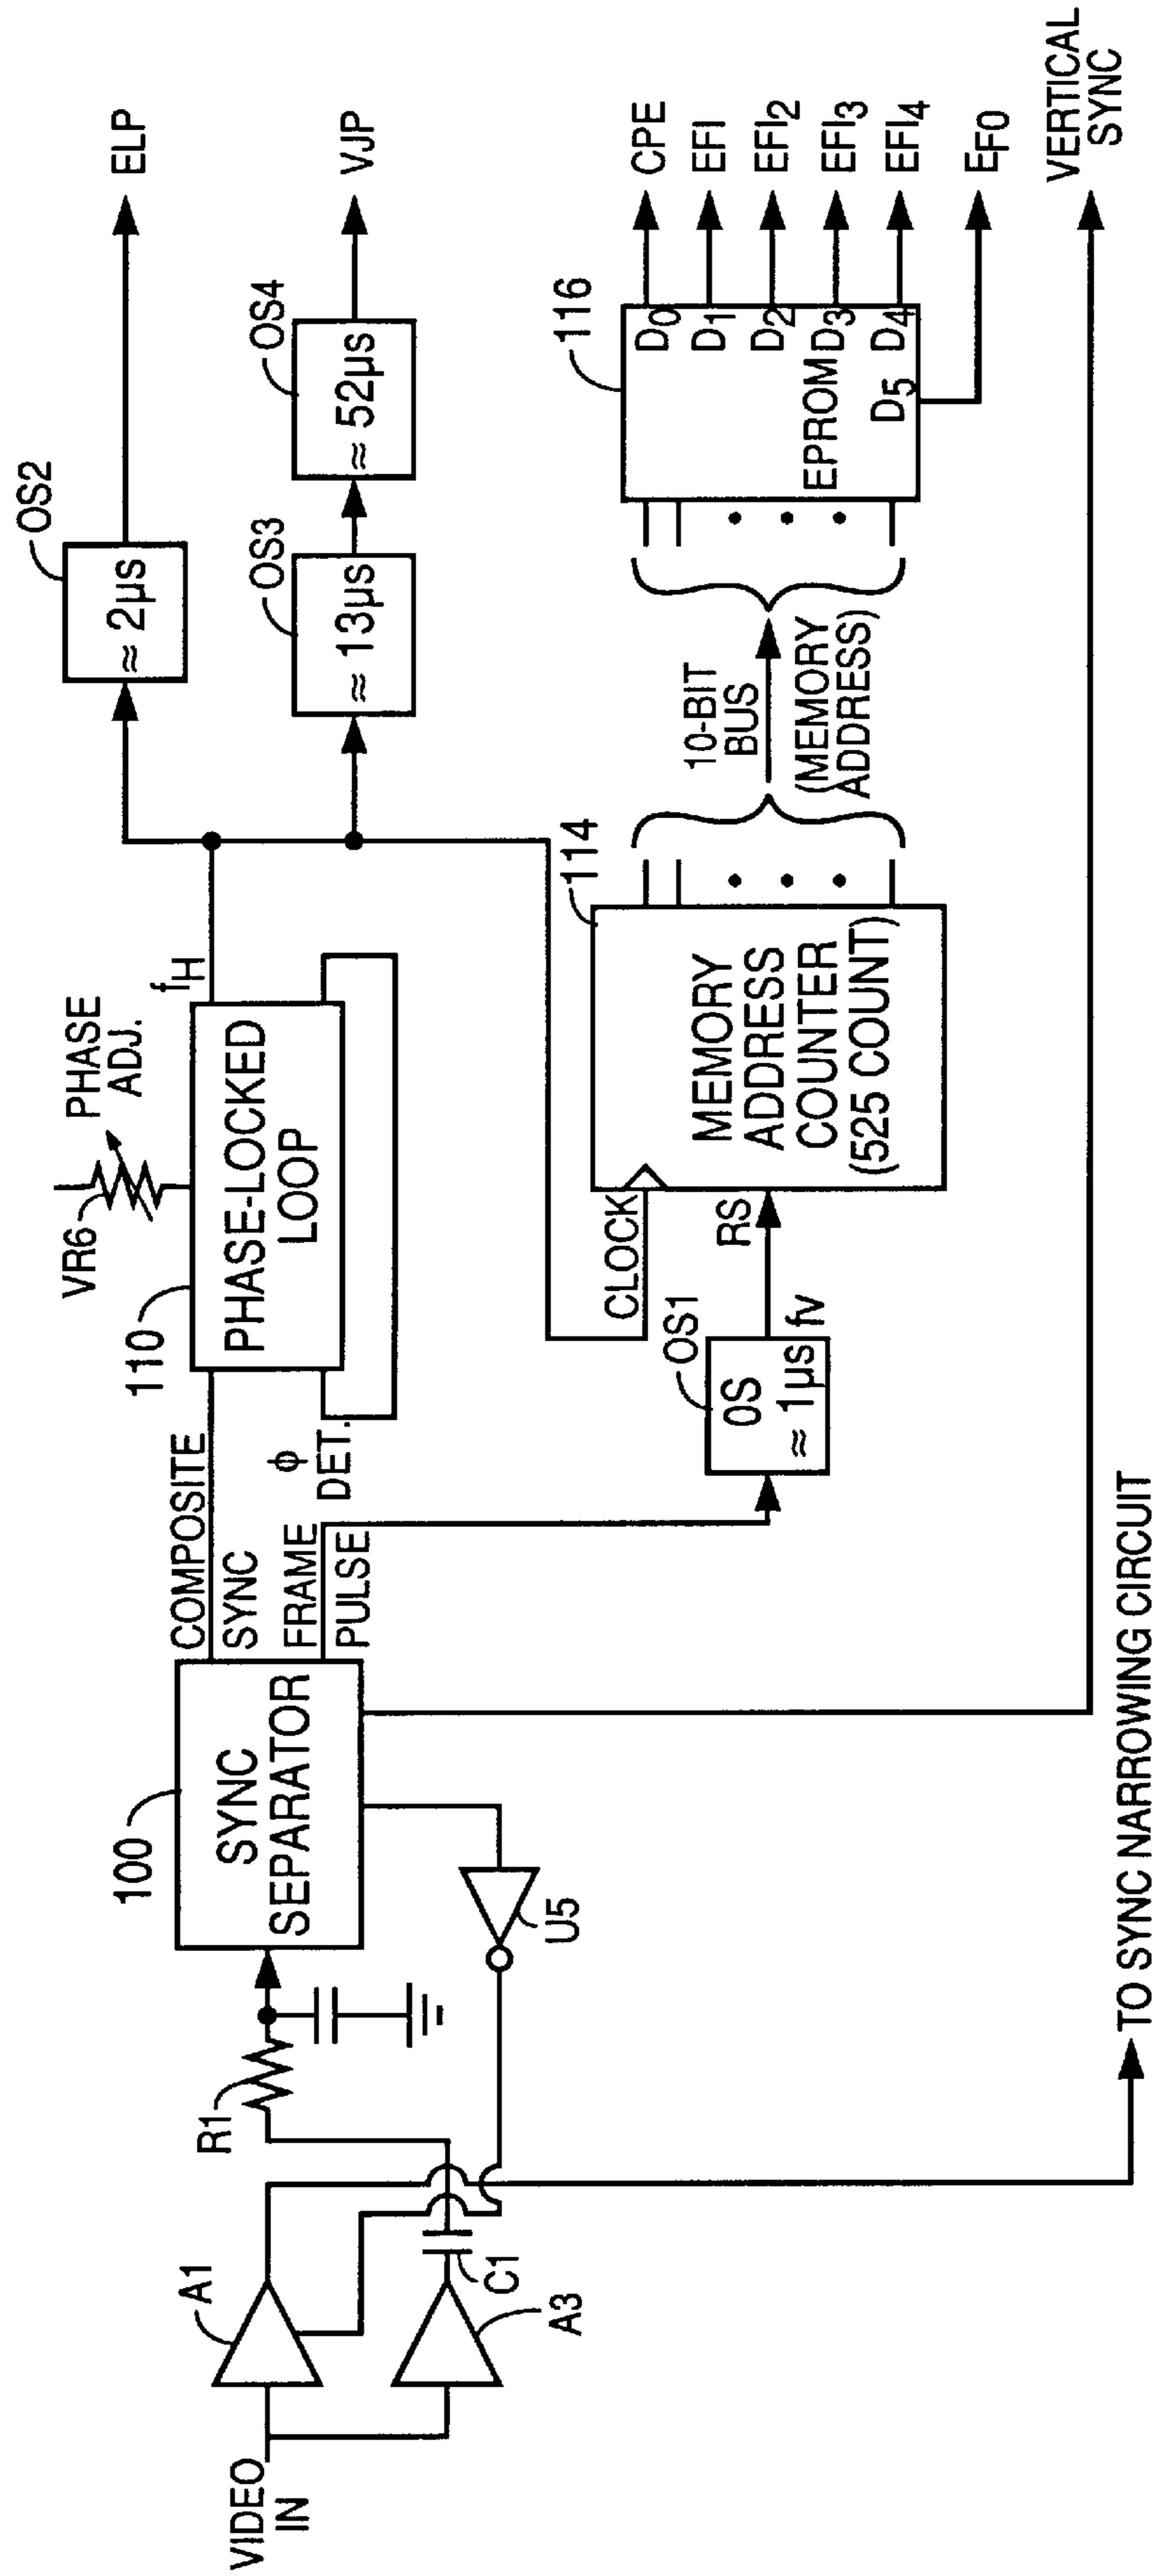 VIDEO
IN
A1
A3
C1
R1
100
SYNC
SEPARATOR
U5
COMPOSITE
SYNC
FRAME
PULSE
ϕ
DET.
110
VR6
PHASE
ADJ.
PHASE-LOCKED
LOOP
fH
OS2
≈ 2µs
ELP
OS3
≈ 13µs
OS4
≈ 52µs
VJP
OS1
OS
≈ 1µs
fv
CLOCK
RS
114
MEMORY
ADDRESS
COUNTER
(525 COUNT)
10-BIT
BUS
(MEMORY
ADDRESS)
116
EPROM
D0
D1
D2
D3
D4
D5
CPE
EFI
EFI2
EFI3
EFI4
EF0
VERTICAL
SYNC
TO SYNC NARROWING CIRCUIT